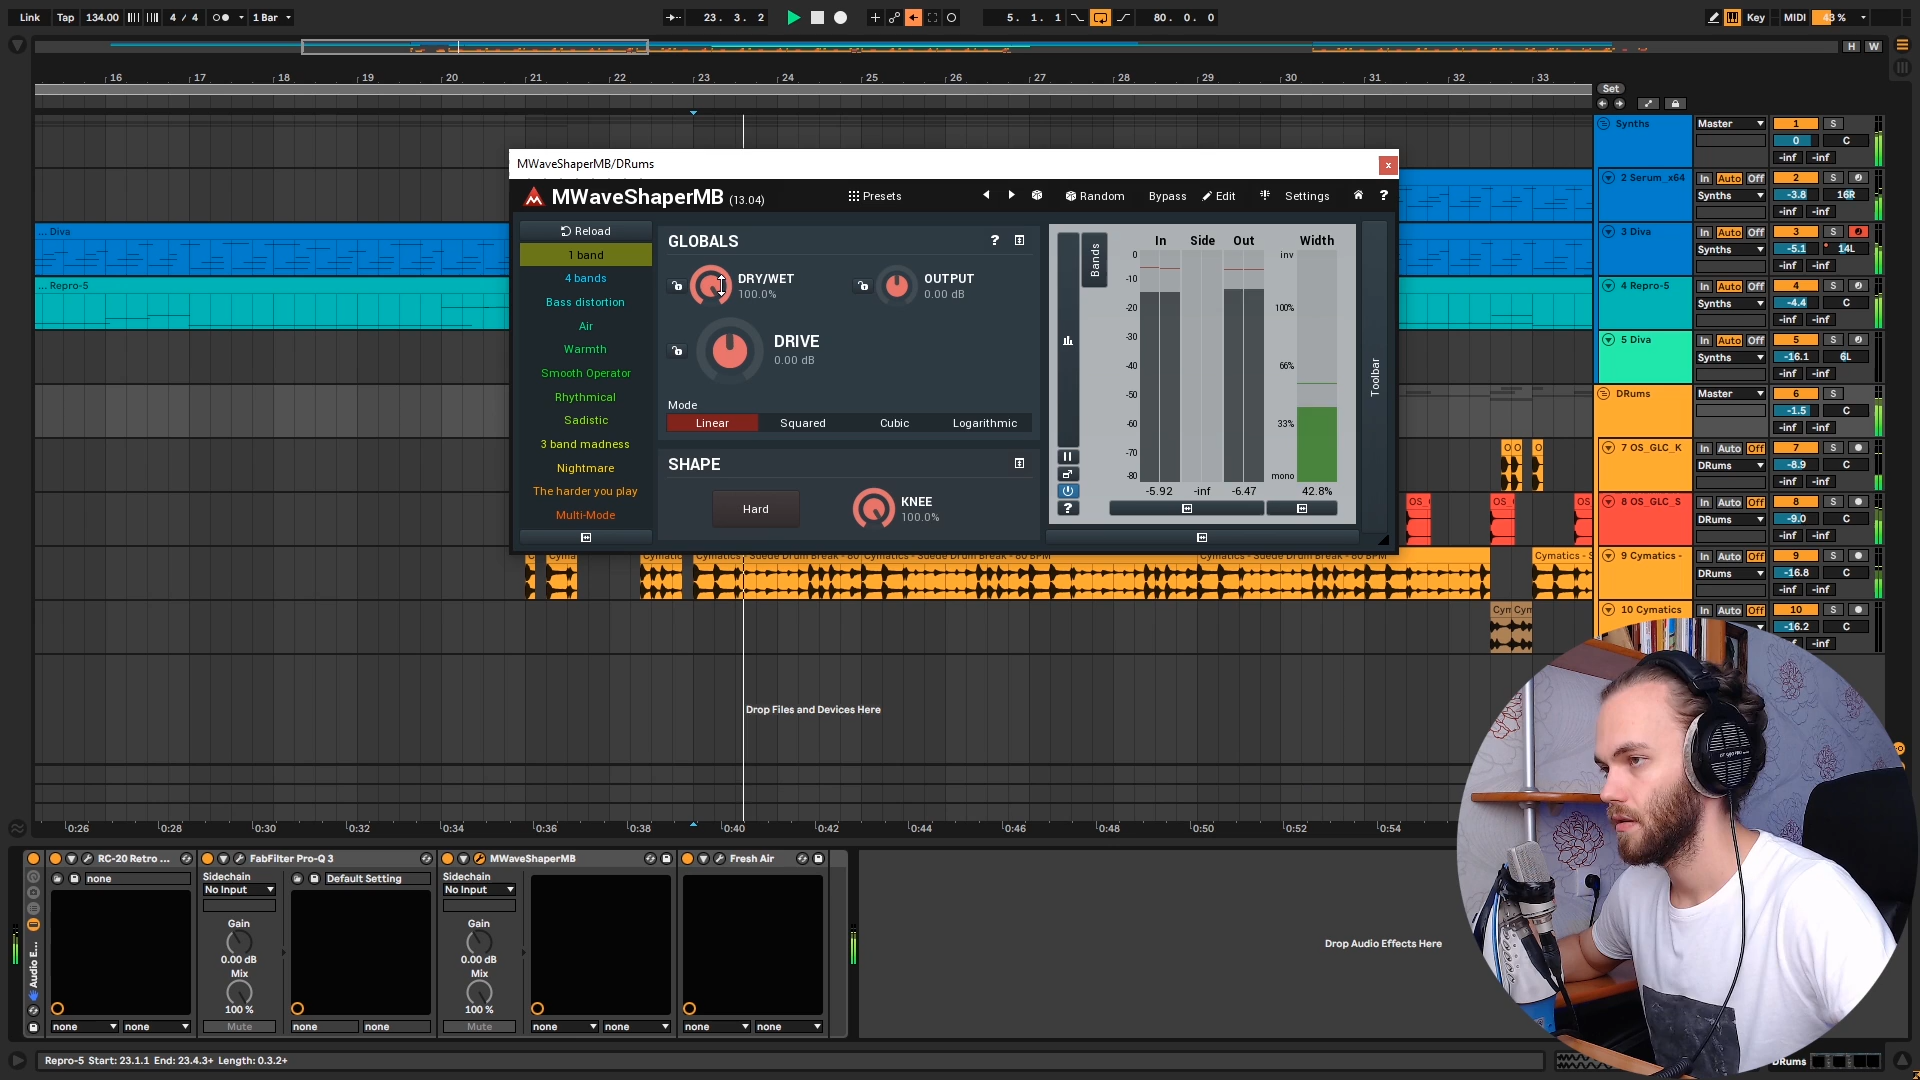 Link Tap 134.00 4 / 4 1 Bar 23. 3. 2 5. 1. 1 80. 0. 0 Key MIDI 43 %
H W
16 17 18 19 20 21 22 23 24 25 26 27 28 29 30 31 32 33
Set
MWaveShaperMB/DRums x
MWaveShaperMB (13.04) Presets Random Bypass Edit Settings ?
Reload
1 band
4 bands
Bass distortion
Air
Warmth
Smooth Operator
Rhythmical
Sadistic
3 band madness
Nightmare
The harder you play
Multi-Mode
GLOBALS ?
DRY/WET
100.0%
OUTPUT
0.00 dB
DRIVE
0.00 dB
Mode
Linear Squared Cubic Logarithmic
SHAPE
Hard
KNEE
100.0%
Bands
In Side Out Width
0
-10
-20
-30
-40
-50
-60
-70
-80
inv
100%
66%
33%
mono
-5.92 -inf -6.47 42.8%
?
Toolbar
... Diva
... Repro-5
Synths Master 1 S
0 C
-inf -inf
2 Serum_x64 In Auto Off 2 S
Synths -3.8 16R
-inf -inf
3 Diva In Auto Off 3 S
Synths -5.1 14L
-inf -inf
4 Repro-5 In Auto Off 4 S
Synths -4.4 C
-inf -inf
5 Diva In Auto Off 5 S
Synths -16.1 6L
-inf -inf
DRums Master 6 S
-1.5 C
-inf -inf
7 OS_GLC_K In Auto Off 7 S
DRums -8.9 C
-inf -inf
8 OS_GLC_S In Auto Off 8 S
DRums -9.0 C
-inf -inf
9 Cymatics - In Auto Off 9 S
DRums -16.8 C
-inf -inf
10 Cymatics In Auto Off 10 S
-16.2 C
-inf
Cymatics - Suede Drum Break - 80 Cymatics - Suede Drum Break - 80 BPM Cymatics - Suede Drum Break - 80 BPM Cymatics - S
Cym Cym
Drop Files and Devices Here
0:26 0:28 0:30 0:32 0:34 0:36 0:38 0:40 0:42 0:44 0:46 0:48 0:50 0:52 0:54
Audio E...
RC-20 Retro ...
none
none none
FabFilter Pro-Q 3
Sidechain
No Input
Default Setting
Gain
0.00 dB
Mix
100 %
Mute
none none
MWaveShaperMB
Sidechain
No Input
Gain
0.00 dB
Mix
100 %
Mute
none none
Fresh Air
none none
Drop Audio Effects Here
Repro-5 Start: 23.1.1 End: 23.4.3+ Length: 0.3.2+
DRums